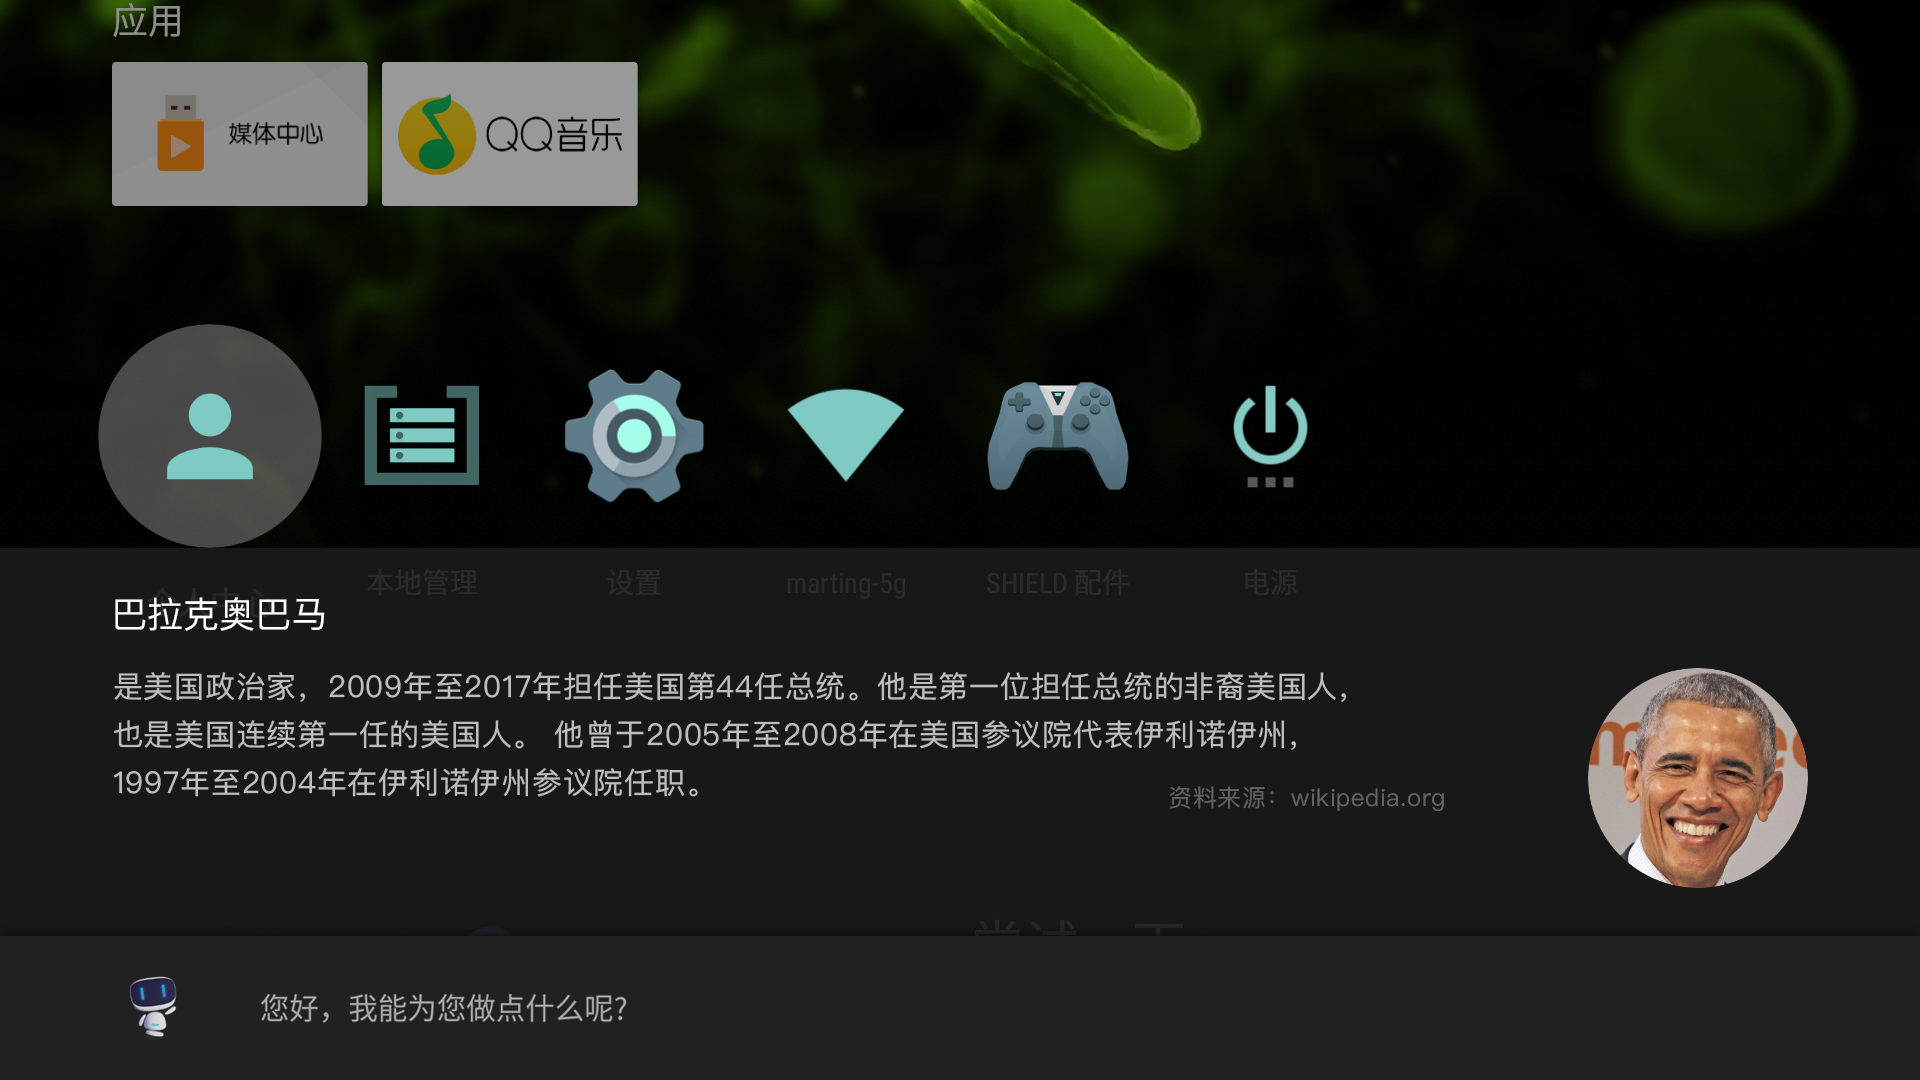 应用
媒体中心
QQ音乐
本地管理
设置
marting-5g
SHIELD 配件
电源
个人中心
巴拉克奥巴马
是美国政治家，2009年至2017年担任美国第44任总统。他是第一位担任总统的非裔美国人，
也是美国连续第一任的美国人。 他曾于2005年至2008年在美国参议院代表伊利诺伊州，
1997年至2004年在伊利诺伊州参议院任职。
资料来源：wikipedia.org
您好，我能为您做点什么呢？